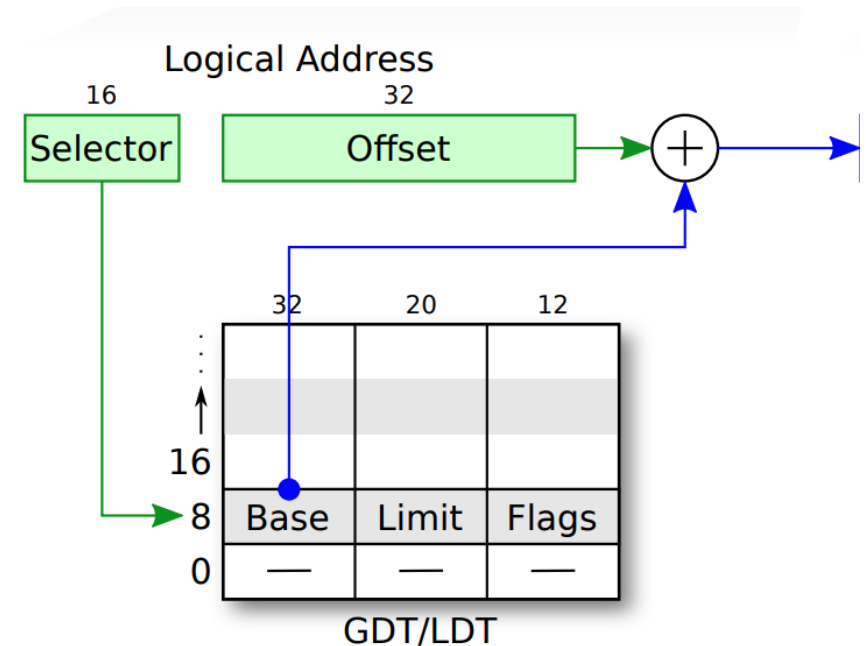 Logical Address
16 32
Selector Offset
32 20 12
16
8 Base Limit Flags
0
GDT/LDT